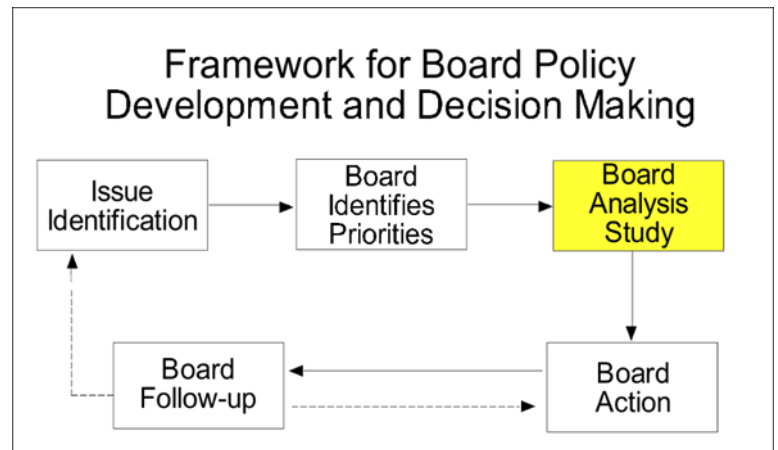 Framework for Board Policy
Development and Decision Making
Issue
Identification
Board
Identifies
Priorities
Board
Analysis
Study
Board
Follow-up
Board
Action